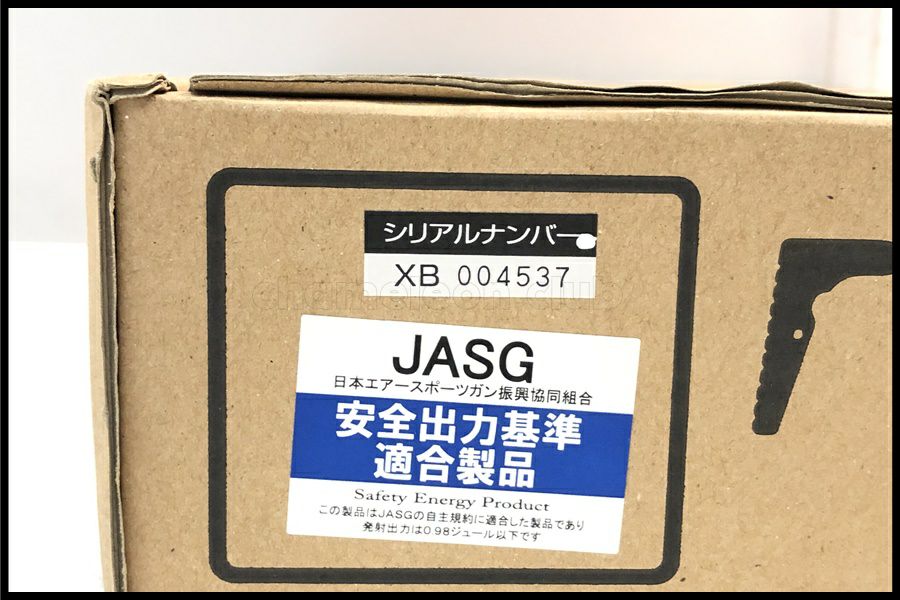 シリアルナンバー
XB 004537
chameleon.club
JASG
日本エアースポーツガン振興協同組合
安全出力基準
適合製品
Safety Energy Product
この製品はJASGの自主規約に適合した製品であり
発射出力は0.98ジュール以下です